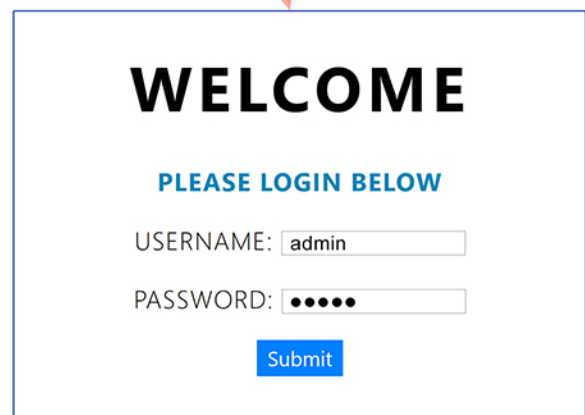 WELCOME
PLEASE LOGIN BELOW
USERNAME: admin
PASSWORD: •••••
Submit